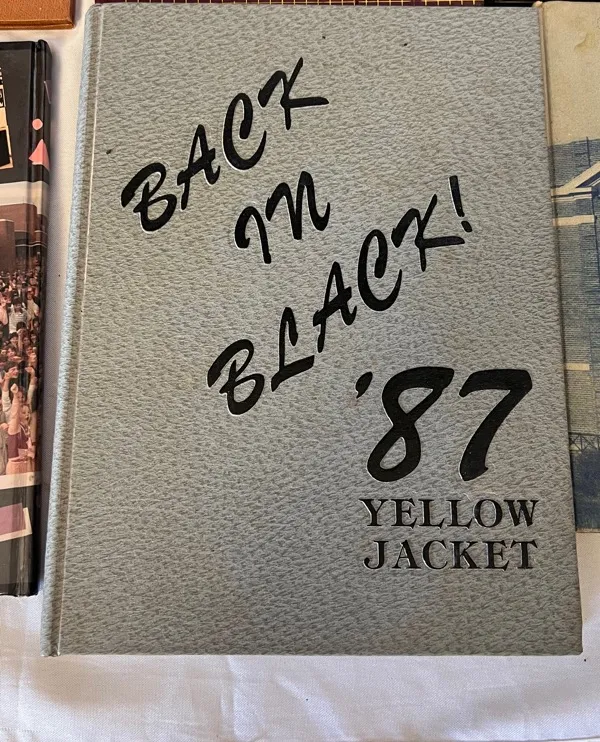 BACK
IN
BLACK!
'87
YELLOW
JACKET